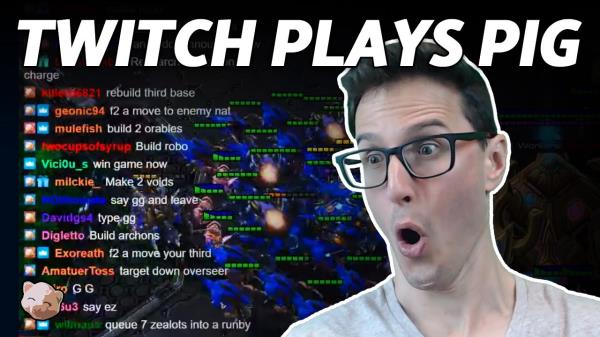 TWITCH PLAYS PIG
charge
rebuild third base
geonic94 f2 a move to enemy nat
mulefish build 2 orables
twocupsofsyrup Build robo
Vici0u_s win game now
milckie_ Make 2 voids
say gg and leave
Davidgs4 type gg
Digletto Build archons
Exoreath f2 a move your third
AmatuerToss target down overseer
G G
say ez
queue 7 zealots into a runby